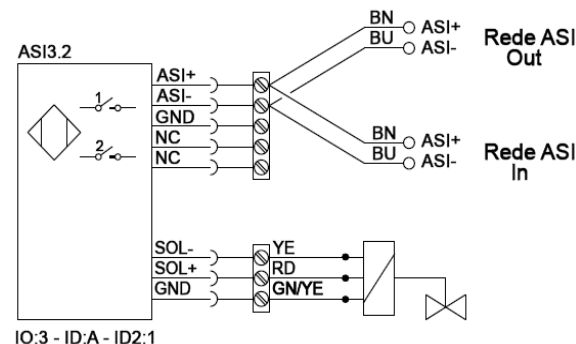 ASI3.2
1
2
ASI+
ASI-
GND
NC
NC
BN ASI+
BU ASI-
Rede ASI
Out
BN ASI+
BU ASI-
Rede ASI
In
SOL- YE
SOL+ RD
GND GN/YE
IO:3 - ID:A - ID2:1